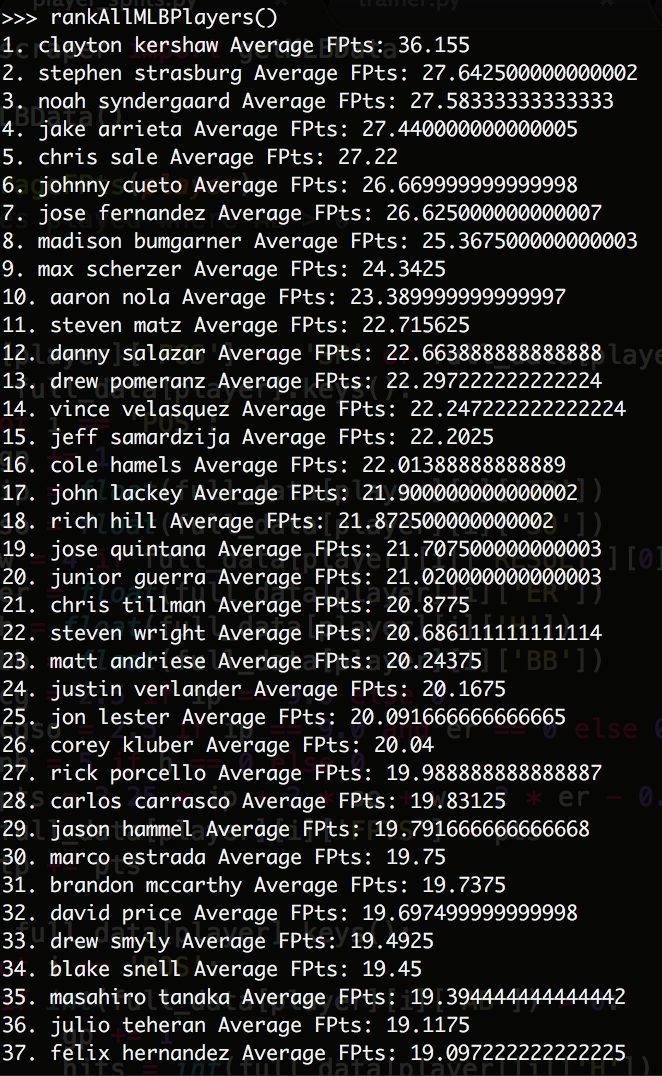 >>> rankAllMLBPlayers()
1. clayton kershaw Average FPts: 36.155
2. stephen strasburg Average FPts: 27.642500000000002
3. noah syndergaard Average FPts: 27.58333333333333
4. jake arrieta Average FPts: 27.440000000000005
5. chris sale Average FPts: 27.22
6. johnny cueto Average FPts: 26.669999999999998
7. jose fernandez Average FPts: 26.625000000000007
8. madison bumgarner Average FPts: 25.367500000000003
9. max scherzer Average FPts: 24.3425
10. aaron nola Average FPts: 23.389999999999997
11. steven matz Average FPts: 22.715625
12. danny salazar Average FPts: 22.663888888888888
13. drew pomeranz Average FPts: 22.297222222222224
14. vince velasquez Average FPts: 22.247222222222224
15. jeff samardzija Average FPts: 22.2025
16. cole hamels Average FPts: 22.01388888888889
17. john lackey Average FPts: 21.900000000000002
18. rich hill Average FPts: 21.872500000000002
19. jose quintana Average FPts: 21.707500000000003
20. junior guerra Average FPts: 21.020000000000003
21. chris tillman Average FPts: 20.8775
22. steven wright Average FPts: 20.686111111111114
23. matt andriese Average FPts: 20.24375
24. justin verlander Average FPts: 20.1675
25. jon lester Average FPts: 20.091666666666665
26. corey kluber Average FPts: 20.04
27. rick porcello Average FPts: 19.988888888888887
28. carlos carrasco Average FPts: 19.83125
29. jason hammel Average FPts: 19.791666666666668
30. marco estrada Average FPts: 19.75
31. brandon mccarthy Average FPts: 19.7375
32. david price Average FPts: 19.697499999999998
33. drew smyly Average FPts: 19.4925
34. blake snell Average FPts: 19.45
35. masahiro tanaka Average FPts: 19.394444444444442
36. julio teheran Average FPts: 19.1175
37. felix hernandez Average FPts: 19.097222222222225